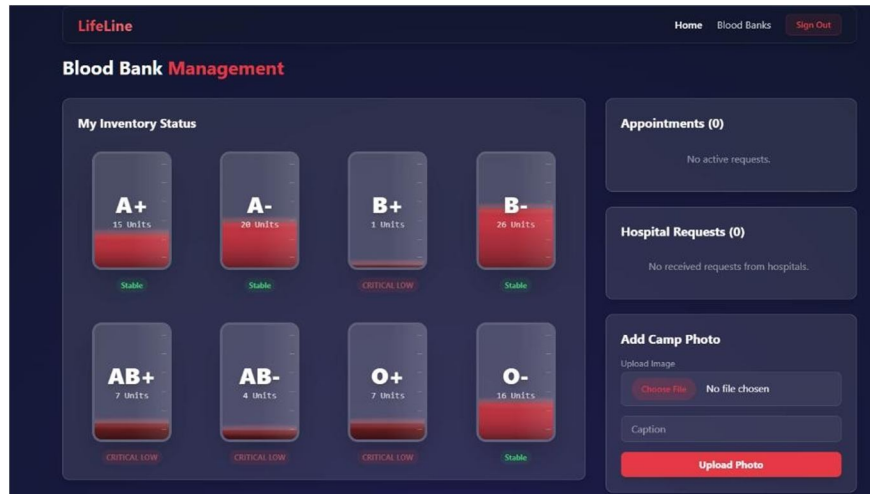 LifeLine
Home Blood Banks Sign Out
Blood Bank Management
My Inventory Status
A+
15 Units
Stable
A-
20 Units
Stable
B+
1 Units
CRITICAL LOW
B-
26 Units
Stable
AB+
7 Units
CRITICAL LOW
AB-
4 Units
CRITICAL LOW
O+
7 Units
CRITICAL LOW
O-
16 Units
Stable
Appointments (0)
No active requests.
Hospital Requests (0)
No received requests from hospitals.
Add Camp Photo
Upload Image
Choose File No file chosen
Caption
Upload Photo